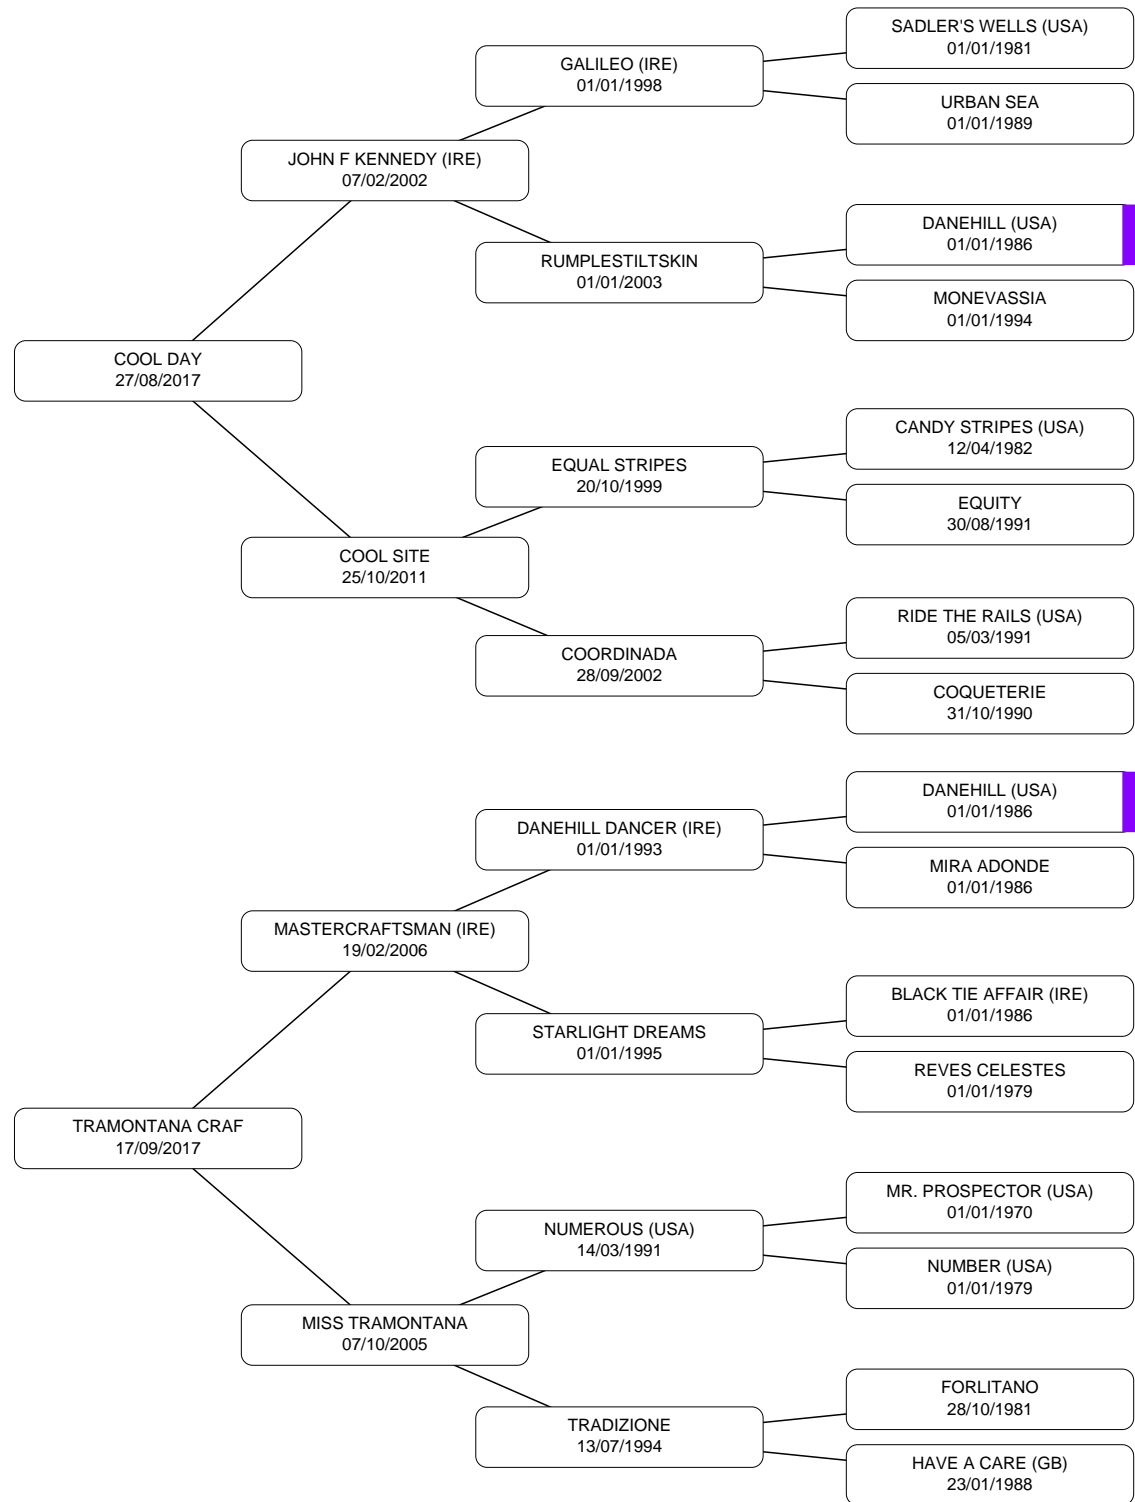 SADLER'S WELLS (USA)
01/01/1981
GALILEO (IRE)
01/01/1998
URBAN SEA
01/01/1989
JOHN F KENNEDY (IRE)
07/02/2002
DANEHILL (USA)
01/01/1986
RUMPLESTILTSKIN
01/01/2003
MONEVASSIA
01/01/1994
COOL DAY
27/08/2017
CANDY STRIPES (USA)
12/04/1982
EQUAL STRIPES
20/10/1999
EQUITY
30/08/1991
COOL SITE
25/10/2011
RIDE THE RAILS (USA)
05/03/1991
COORDINADA
28/09/2002
COQUETERIE
31/10/1990
DANEHILL (USA)
01/01/1986
DANEHILL DANCER (IRE)
01/01/1993
MIRA ADONDE
01/01/1986
MASTERCRAFTSMAN (IRE)
19/02/2006
BLACK TIE AFFAIR (IRE)
01/01/1986
STARLIGHT DREAMS
01/01/1995
REVES CELESTES
01/01/1979
TRAMONTANA CRAF
17/09/2017
MR. PROSPECTOR (USA)
01/01/1970
NUMEROUS (USA)
14/03/1991
NUMBER (USA)
01/01/1979
MISS TRAMONTANA
07/10/2005
FORLITANO
28/10/1981
TRADIZIONE
13/07/1994
HAVE A CARE (GB)
23/01/1988